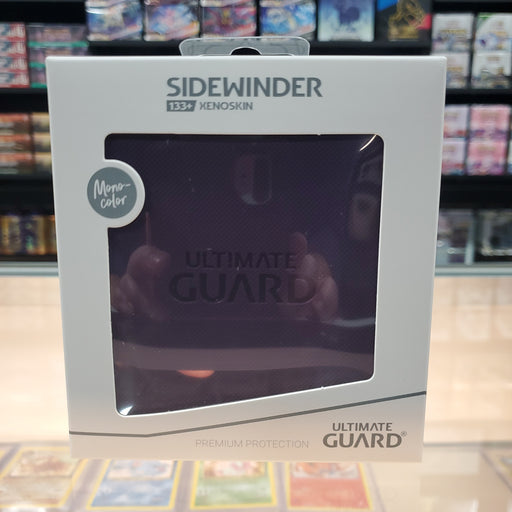 SIDEWINDER
133+ XENOSKIN
Mono-
color
ULTIMATE
GUARD
PREMIUM PROTECTION
ULTIMATE
GUARD®